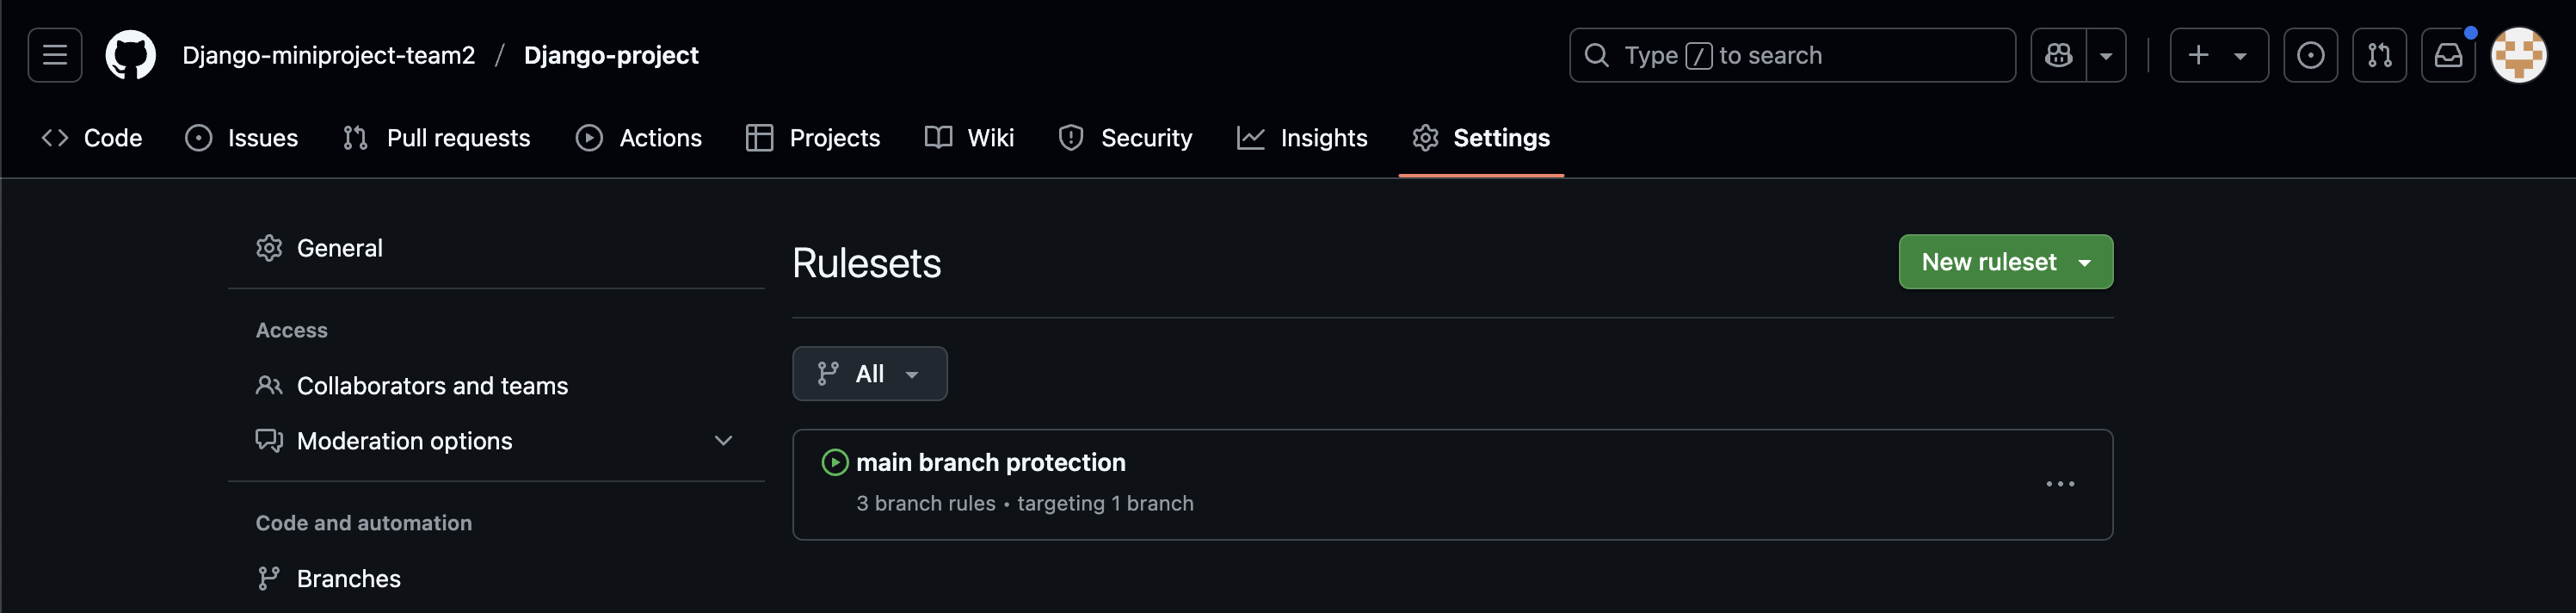 Django-miniproject-team2 / Django-project
Type / to search
Code Issues Pull requests Actions Projects Wiki Security Insights Settings
General
Access
Collaborators and teams
Moderation options
Code and automation
Branches
Rulesets
New ruleset
All
main branch protection
3 branch rules • targeting 1 branch